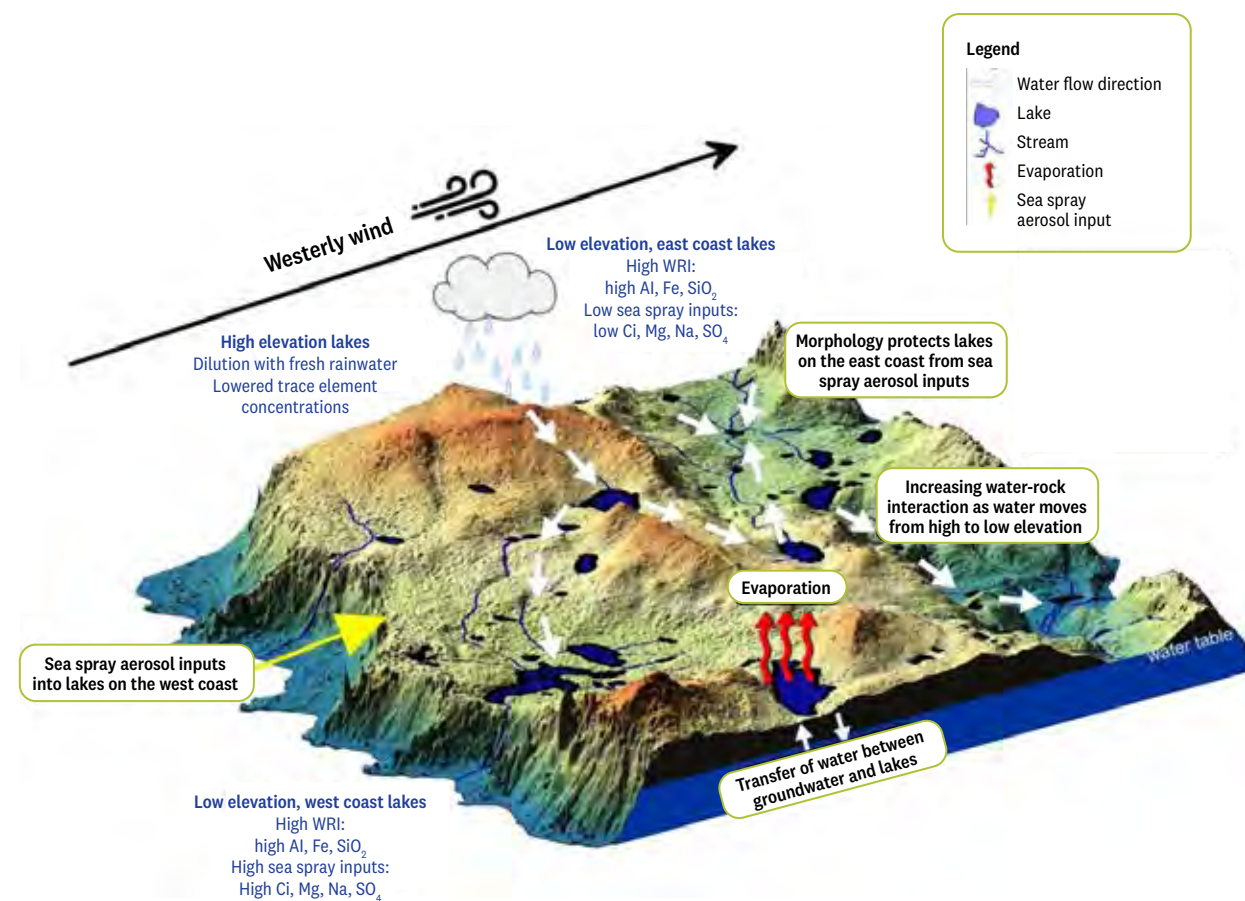 Legend
Water flow direction
Lake
Stream
Evaporation
Sea spray
aerosol input
Westerly wind
Low elevation, east coast lakes
High WRI:
high AI, Fe, SiO₂
Low sea spray inputs:
low Ci, Mg, Na, SO₄
High elevation lakes
Dilution with fresh rainwater
Lowered trace element
concentrations
Morphology protects lakes
on the east coast from sea
spray aerosol inputs
Increasing water-rock
interaction as water moves
from high to low elevation
Evaporation
Sea spray aerosol inputs
into lakes on the west coast
water table
Transfer of water between
groundwater and lakes
Low elevation, west coast lakes
High WRI:
high AI, Fe, SiO₂
High sea spray inputs:
High Ci, Mg, Na, SO₄